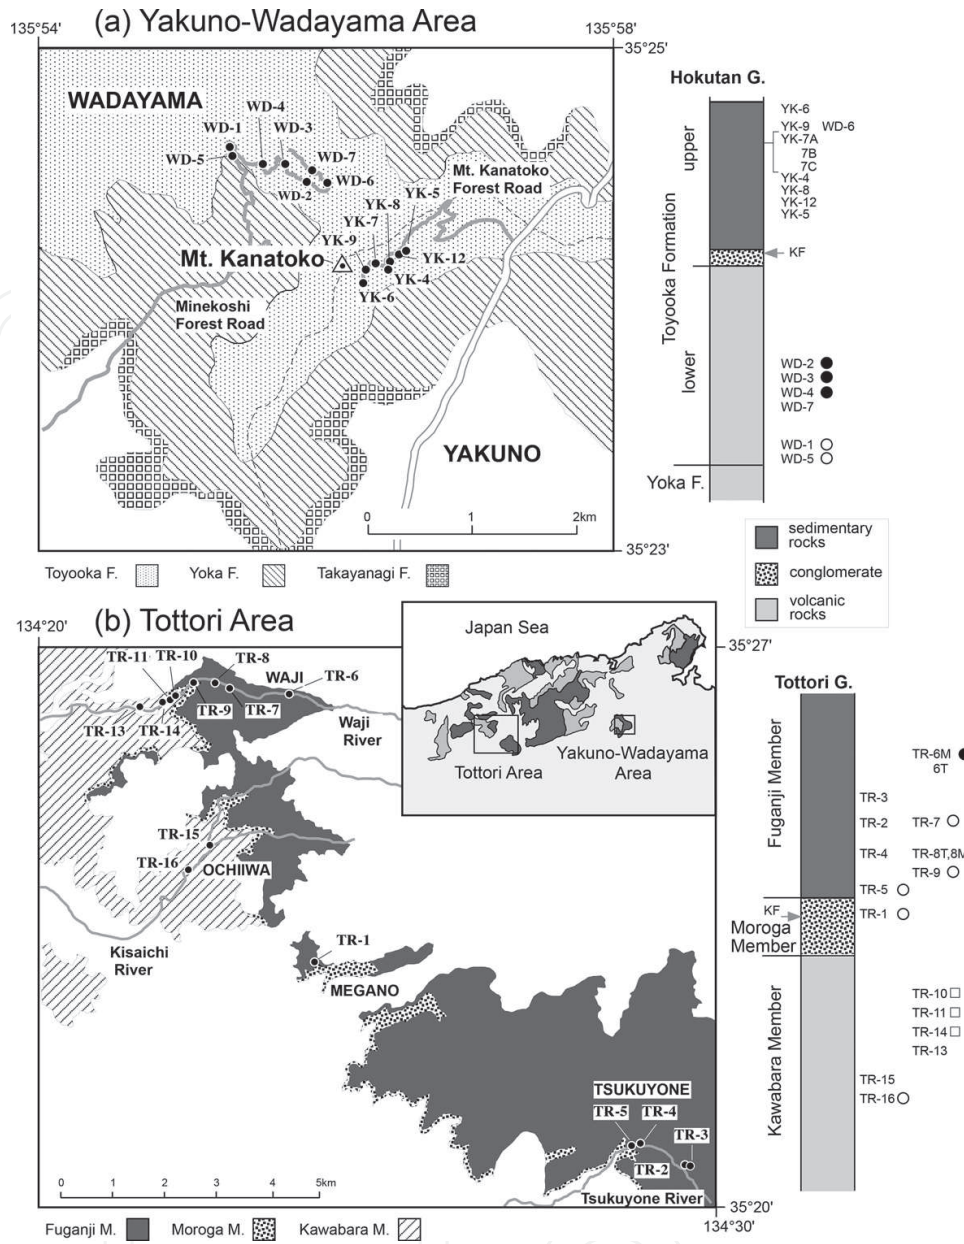 (a) Yakuno-Wadayama Area
135°54'
135°58'
35°25'
WADAYAMA
WD-4
WD-1
WD-3
WD-5
WD-7
WD-6
WD-2
Mt. Kanatoko
Forest Road
YK-5
YK-8
YK-7
YK-9
Mt. Kanatoko
YK-12
YK-4
YK-6
Minekoshi
Forest Road
YAKUNO
0
1
2km
35°23'
Toyooka F.
Yoka F.
Takayanagi F.
Hokutan G.
upper
Toyooka Formation
lower
Yoka F.
YK-6
YK-9 WD-6
YK-7A
7B
7C
YK-4
YK-8
YK-12
YK-5
KF
WD-2
WD-3
WD-4
WD-7
WD-1
WD-5
sedimentary
rocks
conglomerate
volcanic
rocks
(b) Tottori Area
134°20'
35°27'
TR-10
TR-11
TR-8
WAJI
TR-6
TR-13
TR-14
TR-9
TR-7
Waji
River
TR-15
TR-16
OCHIIWA
Kisaichi
River
TR-1
MEGANO
TSUKUYONE
TR-5
TR-4
TR-3
TR-2
Tsukuyone River
0
1
2
3
4
5km
35°20'
134°30'
Fuganji M.
Moroga M.
Kawabara M.
Japan Sea
Tottori Area
Yakuno-Wadayama
Area
Tottori G.
Fuganji Member
KF
Moroga
Member
Kawabara Member
TR-6M
6T
TR-3
TR-2 TR-7
TR-4 TR-8T,8M
TR-9
TR-5
TR-1
TR-10
TR-11
TR-14
TR-13
TR-15
TR-16